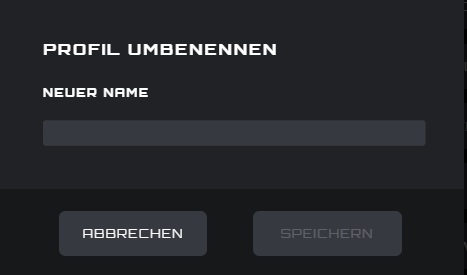 PROFIL UMBENENNEN
NEUER NAME
ABBRECHEN
SPEICHERN